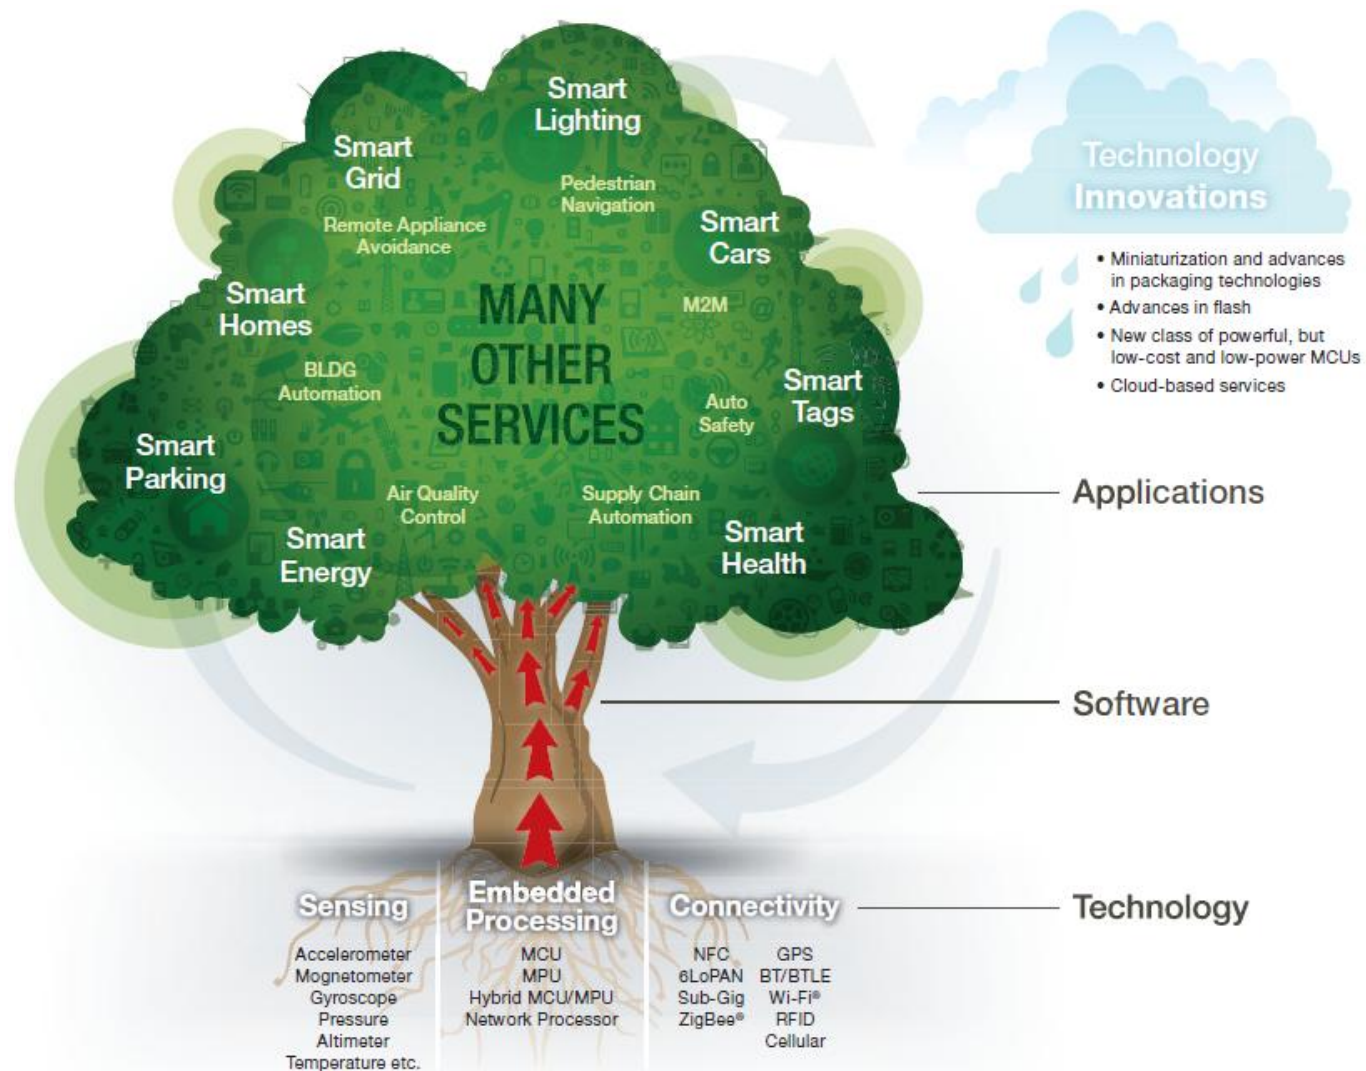 Smart
Lighting
Smart
Grid
Pedestrian
Navigation
Remote Appliance
Avoidance
Smart
Cars
Smart
Homes
MANY
OTHER
SERVICES
M2M
BLDG
Automation
Smart
Tags
Auto
Safety
Smart
Parking
Air Quality
Control
Supply Chain
Automation
Smart
Energy
Smart
Health
Technology
Innovations
• Miniaturization and advances
in packaging technologies
• Advances in flash
• New class of powerful, but
low-cost and low-power MCUs
• Cloud-based services
Applications
Software
Technology
Sensing
Accelerometer
Mognetometer
Gyroscope
Pressure
Altimeter
Temperature etc.
Embedded
Processing
MCU
MPU
Hybrid MCU/MPU
Network Processor
Connectivity
NFC GPS
6LoPAN BT/BTLE
Sub-Gig Wi-Fi®
ZigBee® RFID
Cellular